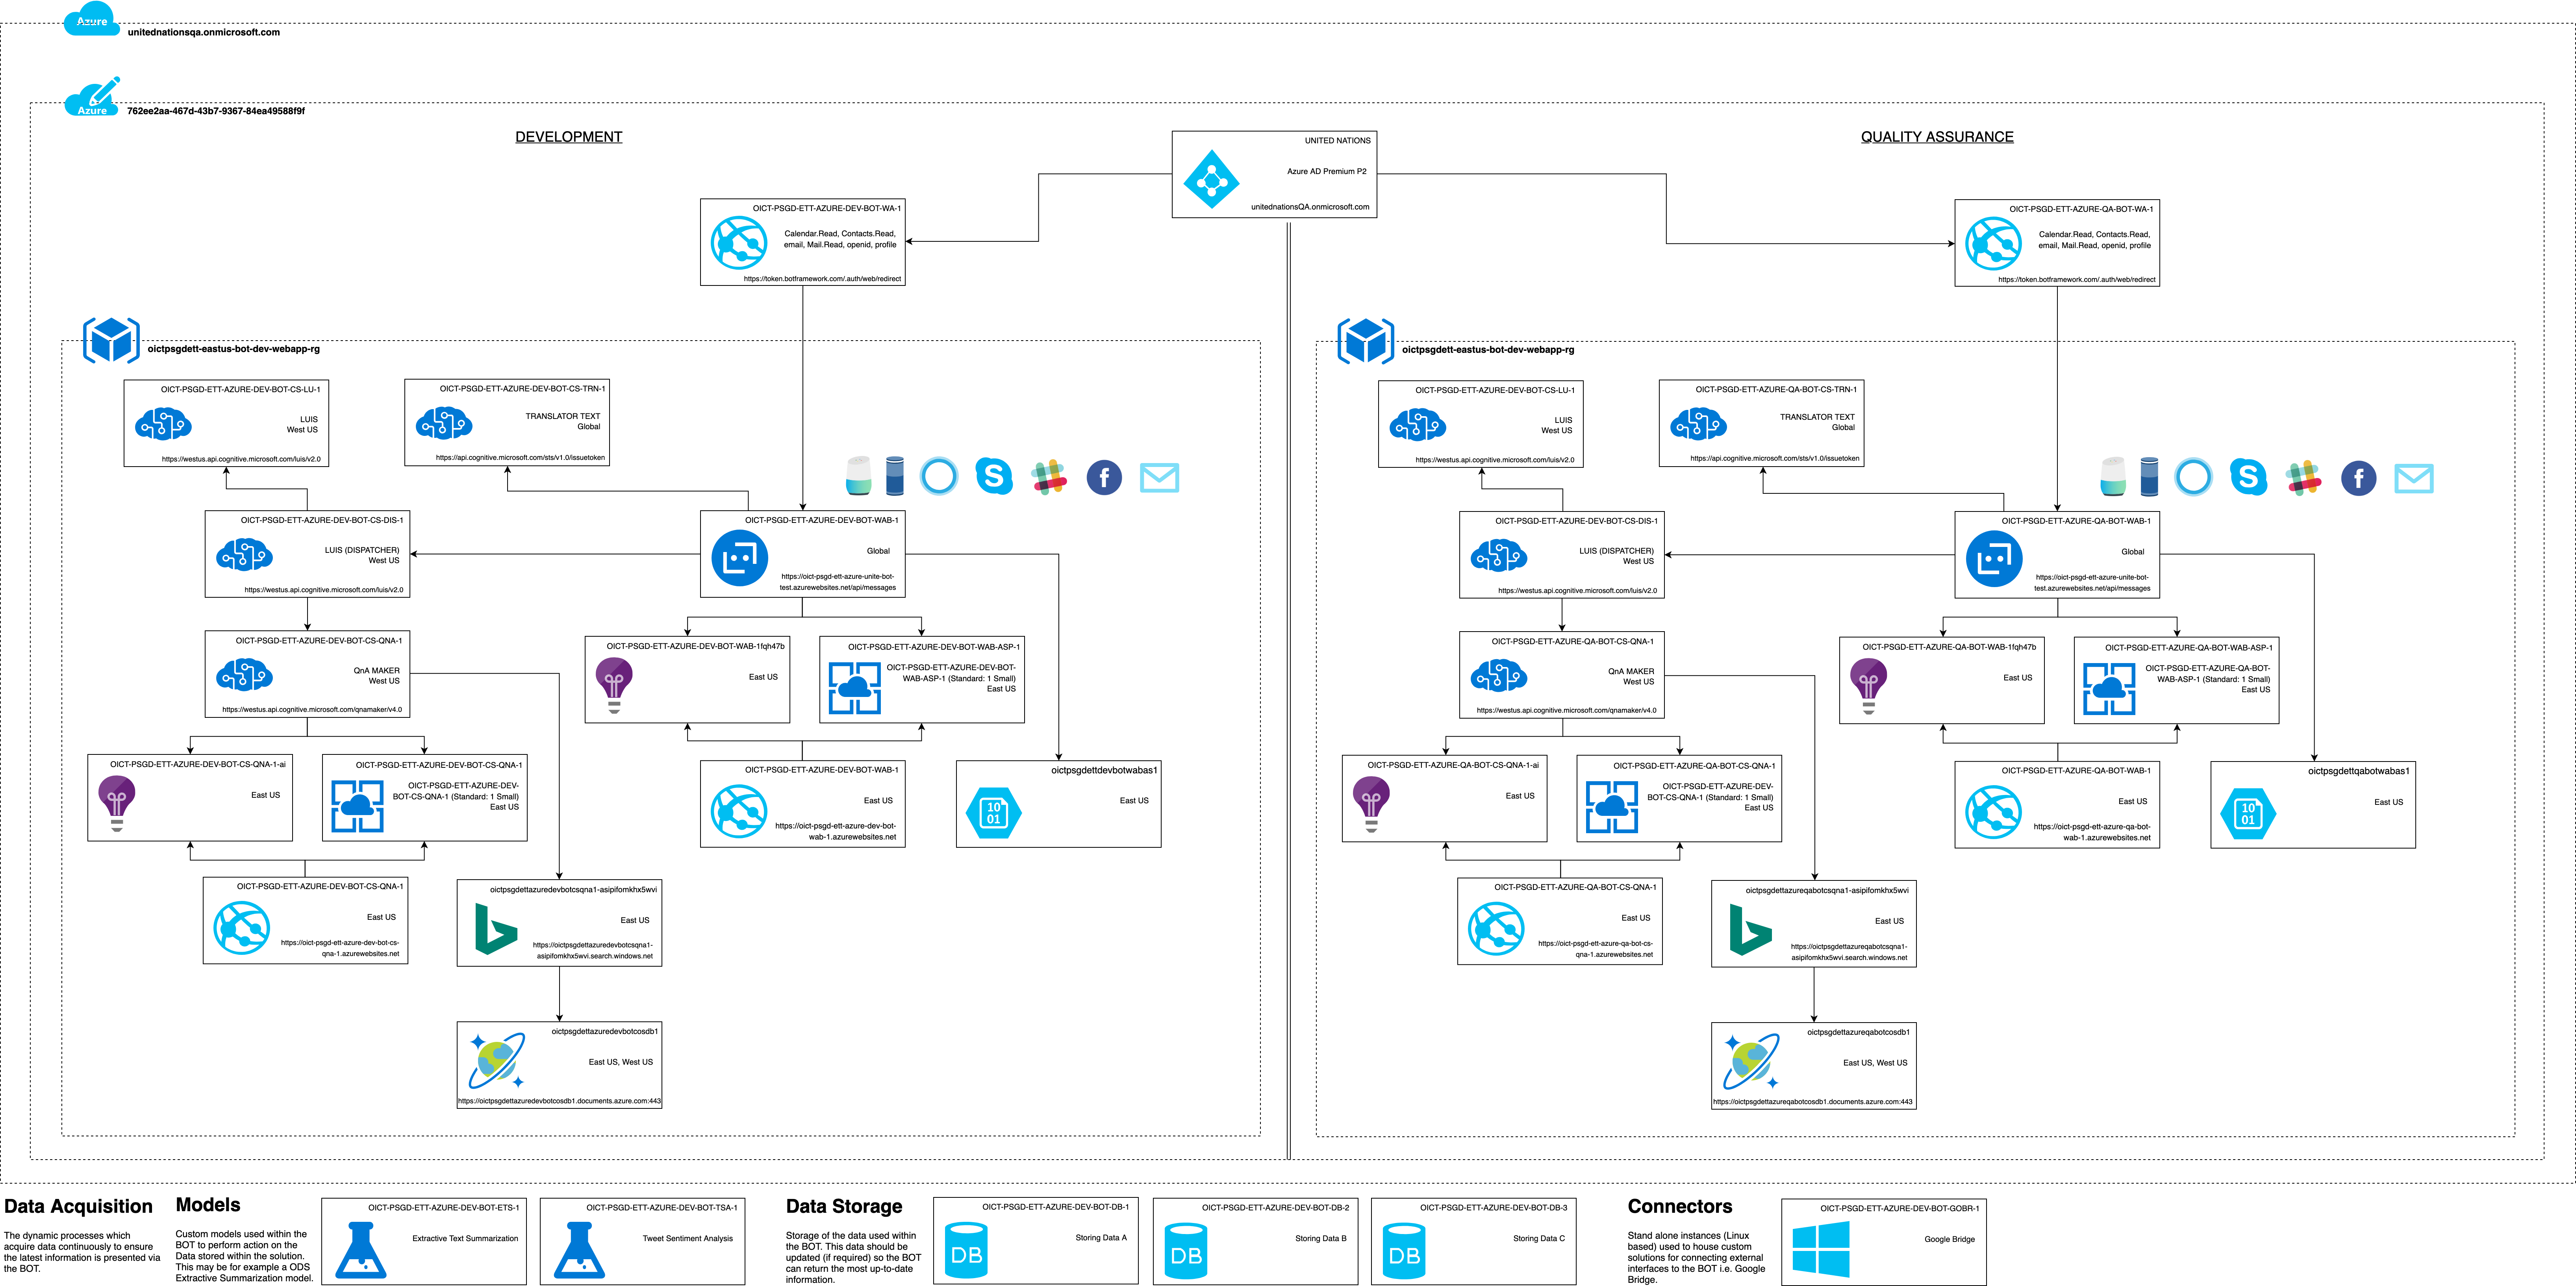 Azure
unitednationsqa.onmicrosoft.com
Azure
762ee2aa-467d-43b7-9367-84ea49588f9f
DEVELOPMENT
UNITED NATIONS
Azure AD Premium P2
unitednationsQA.onmicrosoft.com
QUALITY ASSURANCE
OICT-PSGD-ETT-AZURE-DEV-BOT-WA-1
Calendar.Read, Contacts.Read,
email, Mail.Read, openid, profile
https://token.botframework.com/.auth/web/redirect
oictpsgdett-eastus-bot-dev-webapp-rg
OICT-PSGD-ETT-AZURE-DEV-BOT-CS-LU-1
LUIS
West US
https://westus.api.cognitive.microsoft.com/luis/v2.0
OICT-PSGD-ETT-AZURE-DEV-BOT-CS-TRN-1
TRANSLATOR TEXT
Global
https://api.cognitive.microsoft.com/sts/v1.0/issuetoken
OICT-PSGD-ETT-AZURE-DEV-BOT-CS-DIS-1
LUIS (DISPATCHER)
West US
https://westus.api.cognitive.microsoft.com/luis/v2.0
OICT-PSGD-ETT-AZURE-DEV-BOT-WAB-1
Global
https://oict-psgd-ett-azure-unite-bot-
test.azurewebsites.net/api/messages
OICT-PSGD-ETT-AZURE-DEV-BOT-CS-QNA-1
QnA MAKER
West US
https://westus.api.cognitive.microsoft.com/qnamaker/v4.0
OICT-PSGD-ETT-AZURE-DEV-BOT-WAB-1fqh47b
East US
OICT-PSGD-ETT-AZURE-DEV-BOT-WAB-ASP-1
OICT-PSGD-ETT-AZURE-DEV-BOT-
WAB-ASP-1 (Standard: 1 Small)
East US
OICT-PSGD-ETT-AZURE-DEV-BOT-CS-QNA-1-ai
East US
OICT-PSGD-ETT-AZURE-DEV-BOT-CS-QNA-1
OICT-PSGD-ETT-AZURE-DEV-
BOT-CS-QNA-1 (Standard: 1 Small)
East US
OICT-PSGD-ETT-AZURE-DEV-BOT-WAB-1
East US
https://oict-psgd-ett-azure-dev-bot-
wab-1.azurewebsites.net
oictpsgdettdevbotwabas1
East US
10
01
OICT-PSGD-ETT-AZURE-DEV-BOT-CS-QNA-1
East US
https://oict-psgd-ett-azure-dev-bot-cs-
qna-1.azurewebsites.net
oictpsgdettazuredevbotcsqna1-asipifomkhx5wvi
East US
https://oictpsgdettazuredevbotcsqna1-
asipifomkhx5wvi.search.windows.net
oictpsgdettazuredevbotcosdb1
East US, West US
https://oictpsgdettazuredevbotcosdb1.documents.azure.com:443
OICT-PSGD-ETT-AZURE-QA-BOT-WA-1
Calendar.Read, Contacts.Read,
email, Mail.Read, openid, profile
https://token.botframework.com/.auth/web/redirect
oictpsgdett-eastus-bot-dev-webapp-rg
OICT-PSGD-ETT-AZURE-DEV-BOT-CS-LU-1
LUIS
West US
https://westus.api.cognitive.microsoft.com/luis/v2.0
OICT-PSGD-ETT-AZURE-QA-BOT-CS-TRN-1
TRANSLATOR TEXT
Global
https://api.cognitive.microsoft.com/sts/v1.0/issuetoken
OICT-PSGD-ETT-AZURE-DEV-BOT-CS-DIS-1
LUIS (DISPATCHER)
West US
https://westus.api.cognitive.microsoft.com/luis/v2.0
OICT-PSGD-ETT-AZURE-QA-BOT-WAB-1
Global
https://oict-psgd-ett-azure-unite-bot-
test.azurewebsites.net/api/messages
OICT-PSGD-ETT-AZURE-QA-BOT-CS-QNA-1
QnA MAKER
West US
https://westus.api.cognitive.microsoft.com/qnamaker/v4.0
OICT-PSGD-ETT-AZURE-QA-BOT-WAB-1fqh47b
East US
OICT-PSGD-ETT-AZURE-QA-BOT-WAB-ASP-1
OICT-PSGD-ETT-AZURE-QA-BOT-
WAB-ASP-1 (Standard: 1 Small)
East US
OICT-PSGD-ETT-AZURE-QA-BOT-CS-QNA-1-ai
East US
OICT-PSGD-ETT-AZURE-QA-BOT-CS-QNA-1
OICT-PSGD-ETT-AZURE-DEV-
BOT-CS-QNA-1 (Standard: 1 Small)
East US
OICT-PSGD-ETT-AZURE-QA-BOT-WAB-1
East US
https://oict-psgd-ett-azure-qa-bot-
wab-1.azurewebsites.net
oictpsgdettqabotwabas1
East US
10
01
OICT-PSGD-ETT-AZURE-QA-BOT-CS-QNA-1
East US
https://oict-psgd-ett-azure-qa-bot-cs-
qna-1.azurewebsites.net
oictpsgdettazureqabotcsqna1-asipifomkhx5wvi
East US
https://oictpsgdettazureqabotcsqna1-
asipifomkhx5wvi.search.windows.net
oictpsgdettazureqabotcosdb1
East US, West US
https://oictpsgdettazureqabotcosdb1.documents.azure.com:443
Data Acquisition
The dynamic processes which
acquire data continuously to ensure
the latest information is presented via
the BOT.
Models
Custom models used within the
BOT to perform action on the
Data stored within the solution.
This may be for example a ODS
Extractive Summarization model.
OICT-PSGD-ETT-AZURE-DEV-BOT-ETS-1
Extractive Text Summarization
OICT-PSGD-ETT-AZURE-DEV-BOT-TSA-1
Tweet Sentiment Analysis
Data Storage
Storage of the data used within
the BOT. This data should be
updated (if required) so the BOT
can return the most up-to-date
information.
OICT-PSGD-ETT-AZURE-DEV-BOT-DB-1
DB
Storing Data A
OICT-PSGD-ETT-AZURE-DEV-BOT-DB-2
DB
Storing Data B
OICT-PSGD-ETT-AZURE-DEV-BOT-DB-3
DB
Storing Data C
Connectors
Stand alone instances (Linux
based) used to house custom
solutions for connecting external
interfaces to the BOT i.e. Google
Bridge.
OICT-PSGD-ETT-AZURE-DEV-BOT-GOBR-1
Google Bridge